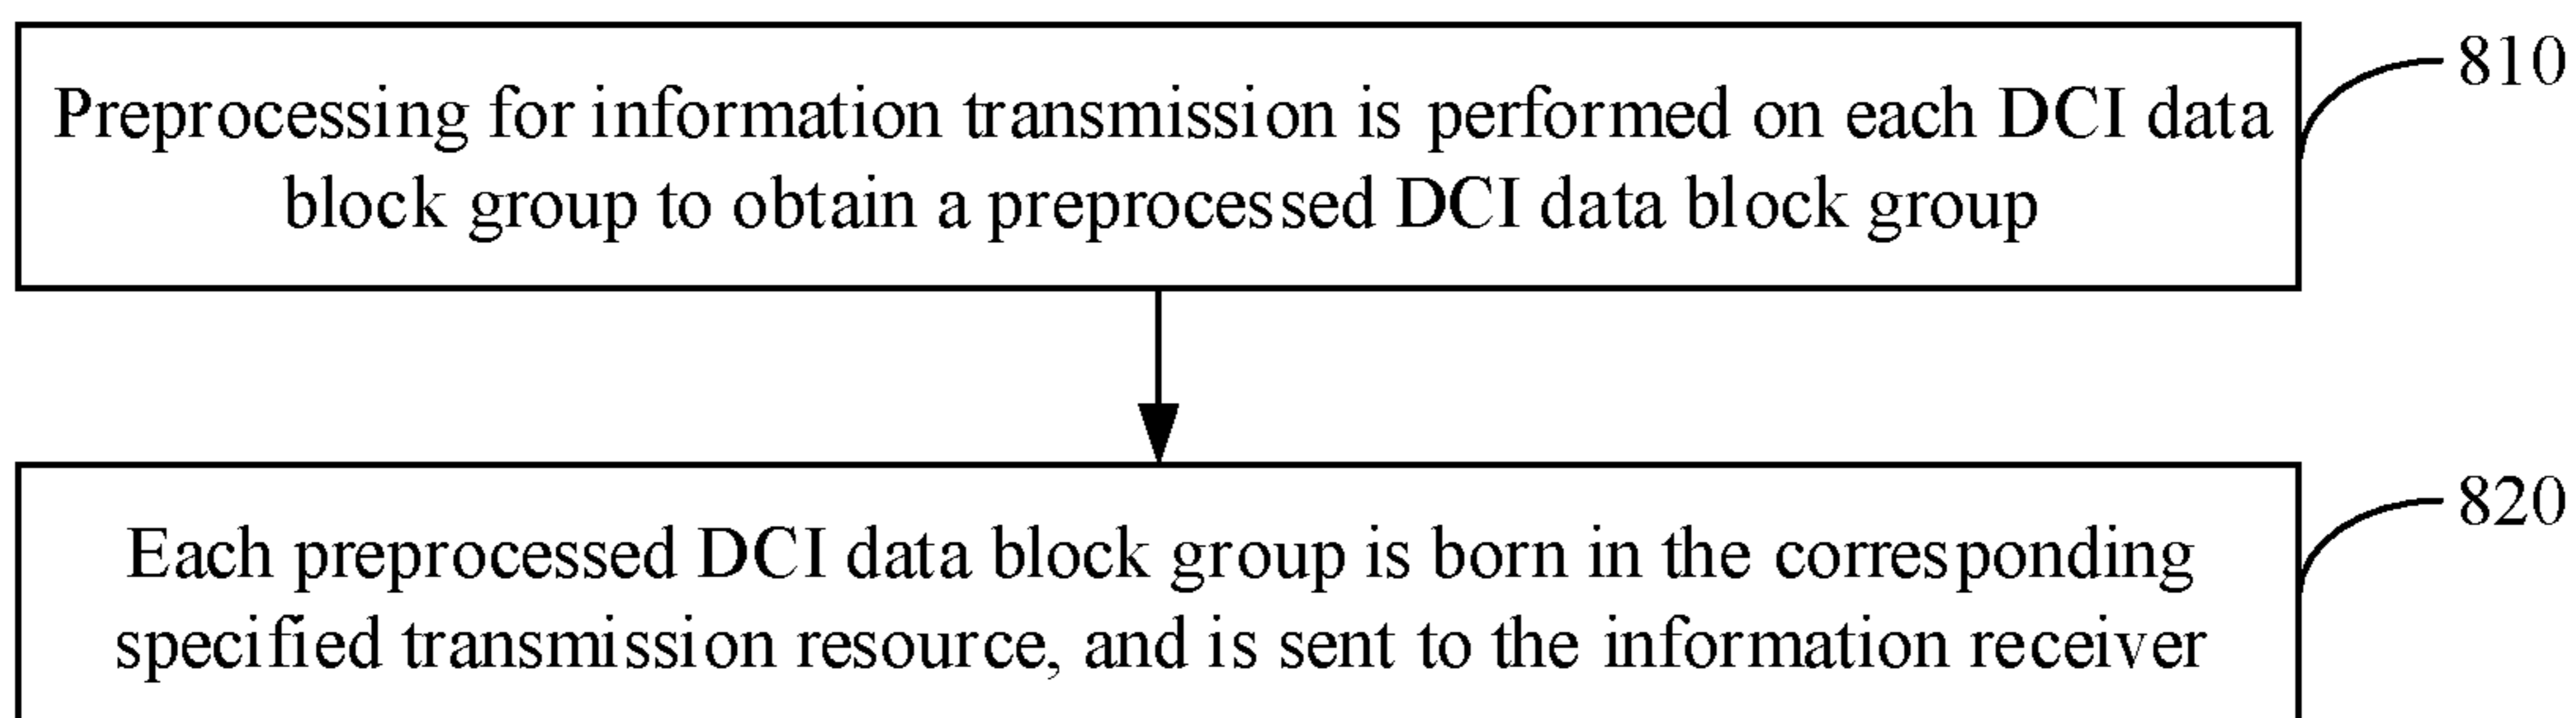 Preprocessing for information transmission is performed on each DCI data
block group to obtain a preprocessed DCI data block group
810
Each preprocessed DCI data block group is born in the corresponding
specified transmission resource, and is sent to the information receiver
820